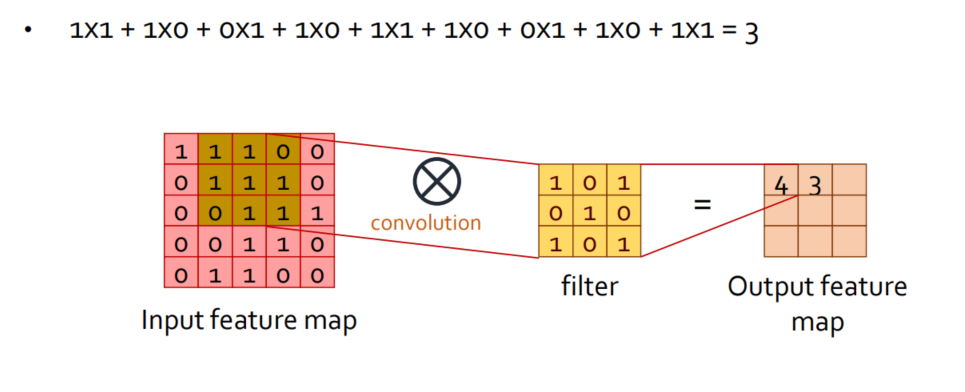 • 1X1 + 1X0 + 0X1 + 1X0 + 1X1 + 1X0 + 0X1 + 1X0 + 1X1 = 3
1 1 1 0 0
0 1 1 1 0
0 0 1 1 1
0 0 1 1 0
0 1 1 0 0
Input feature map
convolution
1 0 1
0 1 0
1 0 1
filter
=
4 3
Output feature
map